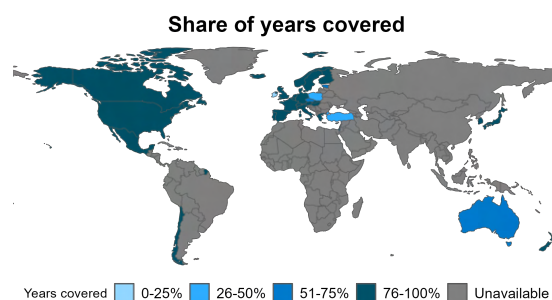 Share of years covered
Years covered 0-25% 26-50% 51-75% 76-100% Unavailable